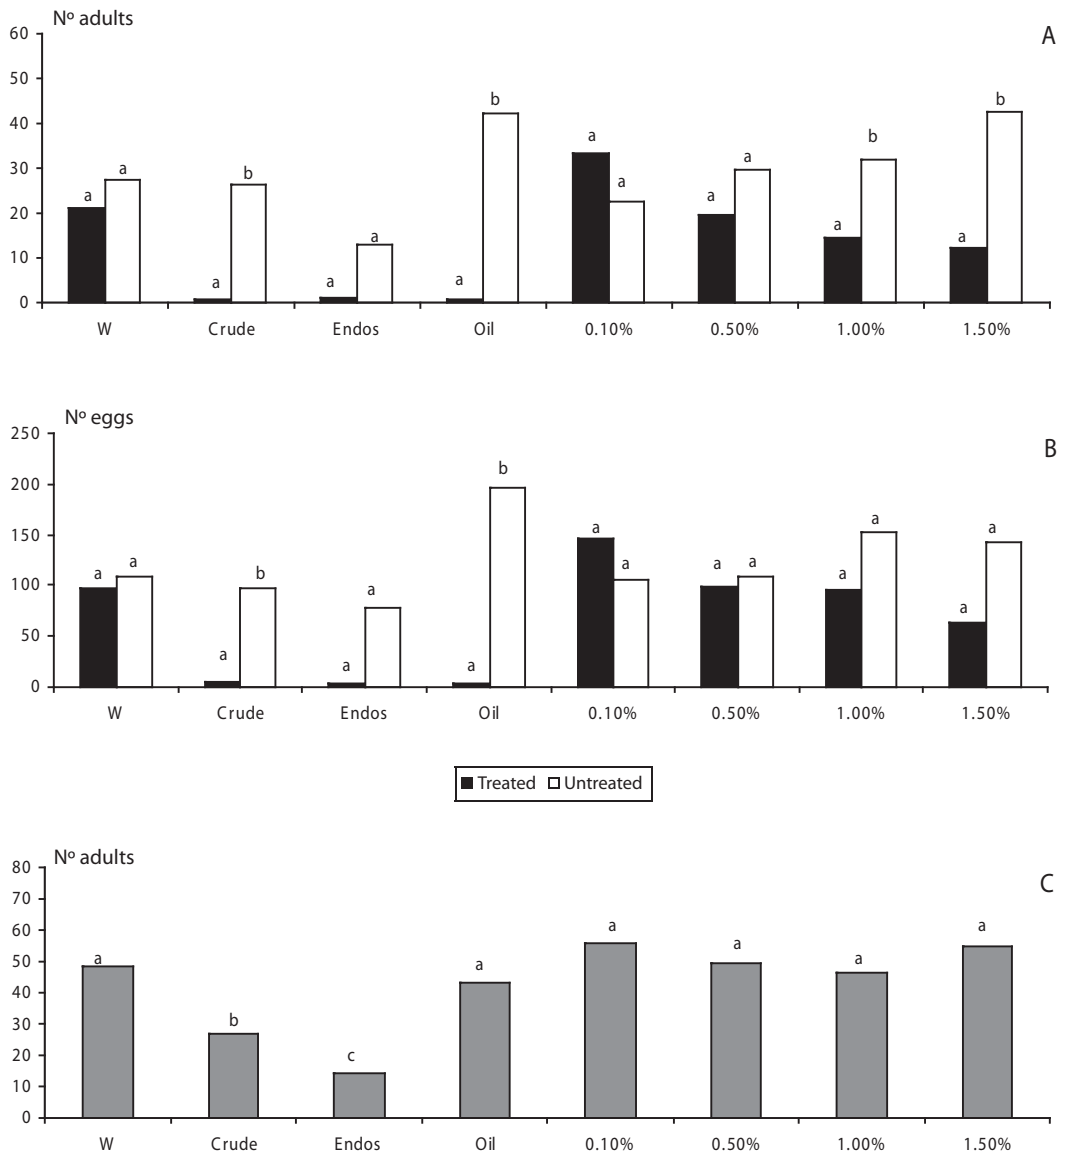 Nº adults
A
60
50
40
30
20
10
0
a a a b a a a b a a a a a b a b
W Crude Endos Oil 0.10% 0.50% 1.00% 1.50%
Nº eggs
B
250
200
150
100
50
0
a a a b a a a b a a a a a a a a
W Crude Endos Oil 0.10% 0.50% 1.00% 1.50%
Treated Untreated
Nº adults
C
80
70
60
50
40
30
20
10
0
a b c a a a a a
W Crude Endos Oil 0.10% 0.50% 1.00% 1.50%